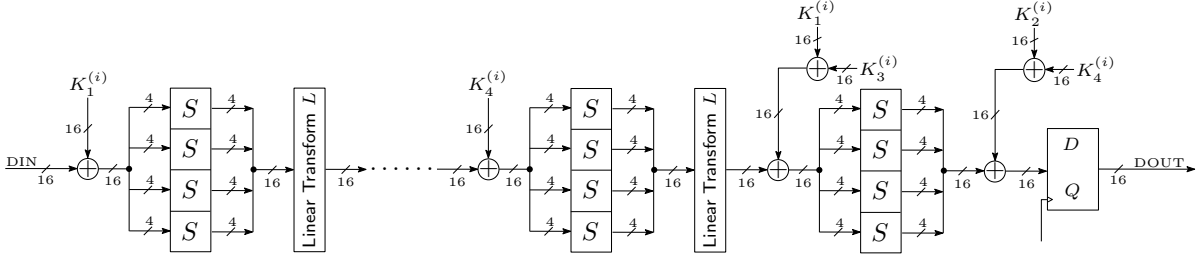 K_1^{(i)} K_2^{(i)}
16 16
K_1^{(i)} K_4^{(i)} 16 K_3^{(i)} 16 K_4^{(i)}
4 S 4 4 S 4 4 S 4
16 16 16 16
4 S 4 4 S 4 4 S 4 D
DIN 16 16 16 Linear Transform L 16 · · · · · · 16 16 16 Linear Transform L 16 16 16 16 DOUT 16
4 S 4 4 S 4 4 S 4 Q
4 S 4 4 S 4 4 S 4